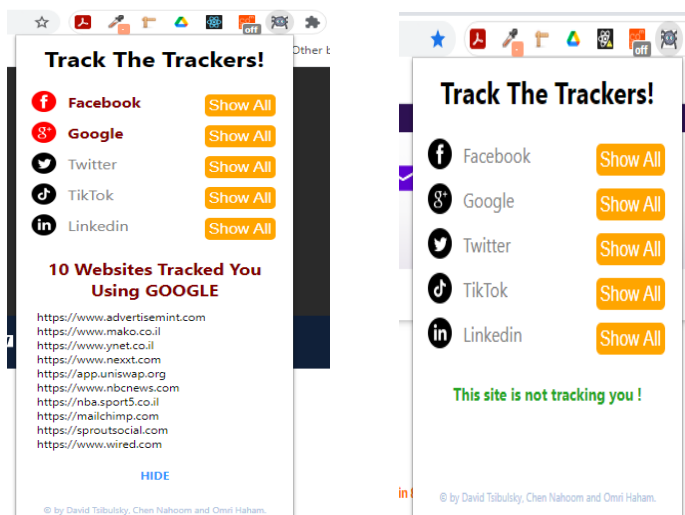 off
Other b
Track The Trackers!
Facebook Show All
Google Show All
Twitter Show All
TikTok Show All
Linkedin Show All
10 Websites Tracked You
Using GOOGLE
https://www.advertisemint.com
https://www.mako.co.il
https://www.ynet.co.il
https://www.nexxt.com
https://app.uniswap.org
https://www.nbcnews.com
https://nba.sport5.co.il
https://mailchimp.com
https://sproutsocial.com
https://www.wired.com
HIDE
© by David Tsibulsky, Chen Nahoom and Omri Haham.
off
Track The Trackers!
Facebook Show All
Google Show All
Twitter Show All
TikTok Show All
Linkedin Show All
This site is not tracking you !
in &
© by David Tsibulsky, Chen Nahoom and Omri Haham.